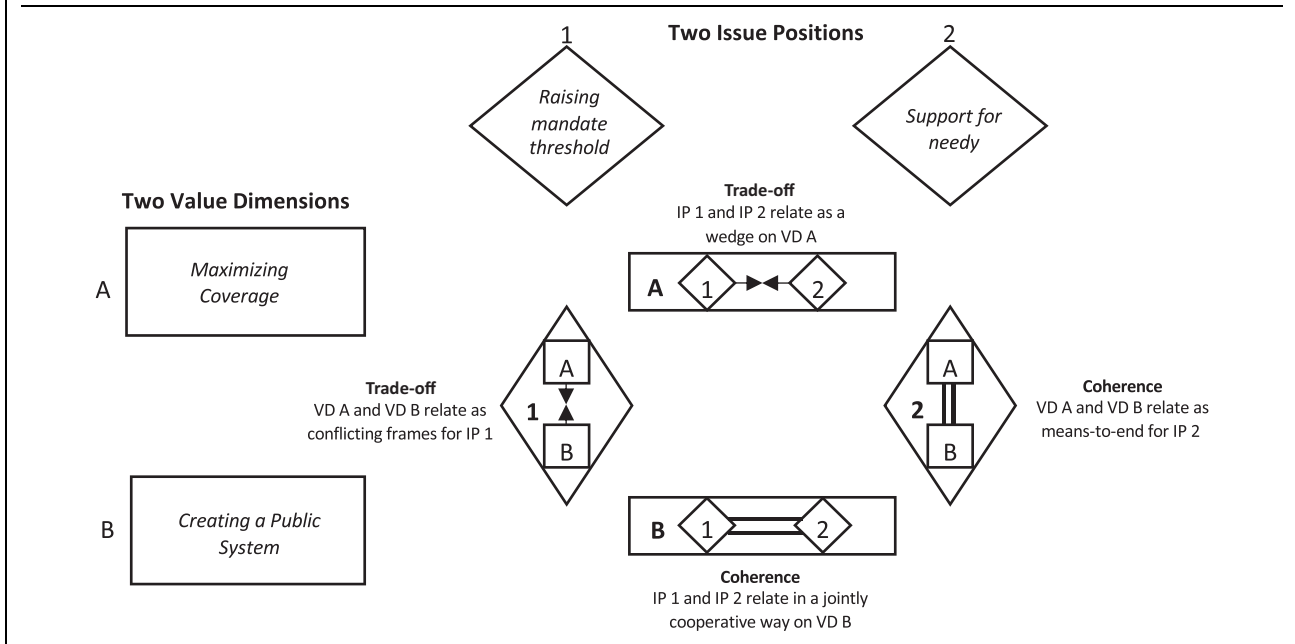 Two Issue Positions
1
2
Raising
mandate
threshold
Support for
needy
Two Value Dimensions
A
Maximizing
Coverage
Trade-off
IP 1 and IP 2 relate as a
wedge on VD A
A 1 2
Trade-off
VD A and VD B relate as
conflicting frames for IP 1
A
1
B
A
2
B
Coherence
VD A and VD B relate as
means-to-end for IP 2
B
Creating a Public
System
B 1 2
Coherence
IP 1 and IP 2 relate in a jointly
cooperative way on VD B